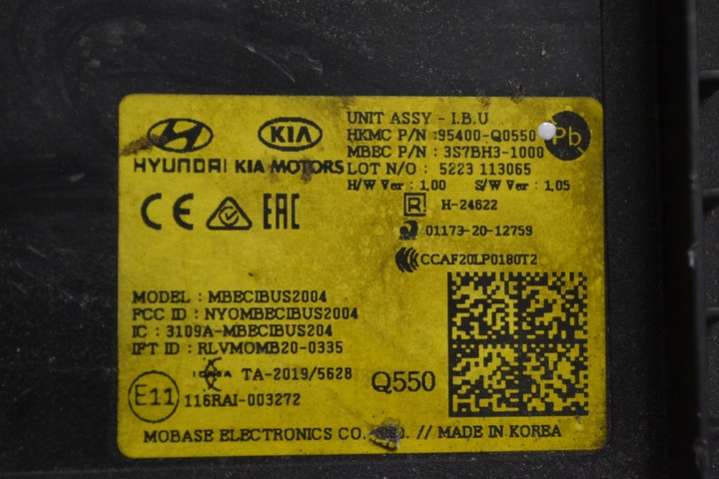 UNIT ASSY - I.B.U
HKMC P/N :95400-Q0550
Pb
MBEC P/N : 3S7BH3-1000
HYUNDAI KIA KIA MOTORS
LOT N/O : 5223 113065
H/W Ver : 1.00 S/W Ver : 1.05
CE EAC
R H-24622
01173-20-12759
CCAF20LP0180T2
MODEL : MBECIBUS2004
FCC ID : NYOMBECIBUS2004
IC : 3109A-MBECIBUS204
IFT ID : RLVMOMB20-0335
TA-2019/5628
Q550
E11
116RAI-003272
MOBASE ELECTRONICS CO. // MADE IN KOREA